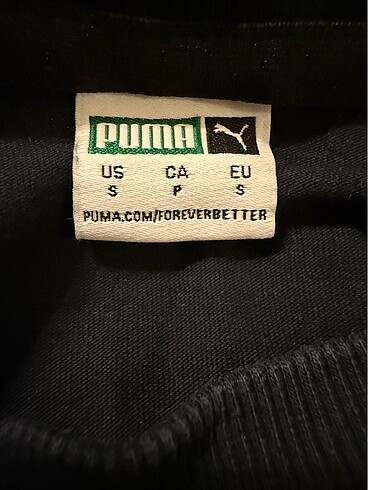 PUMA
US CA EU
S P S
PUMA.COM/FOREVERBETTER